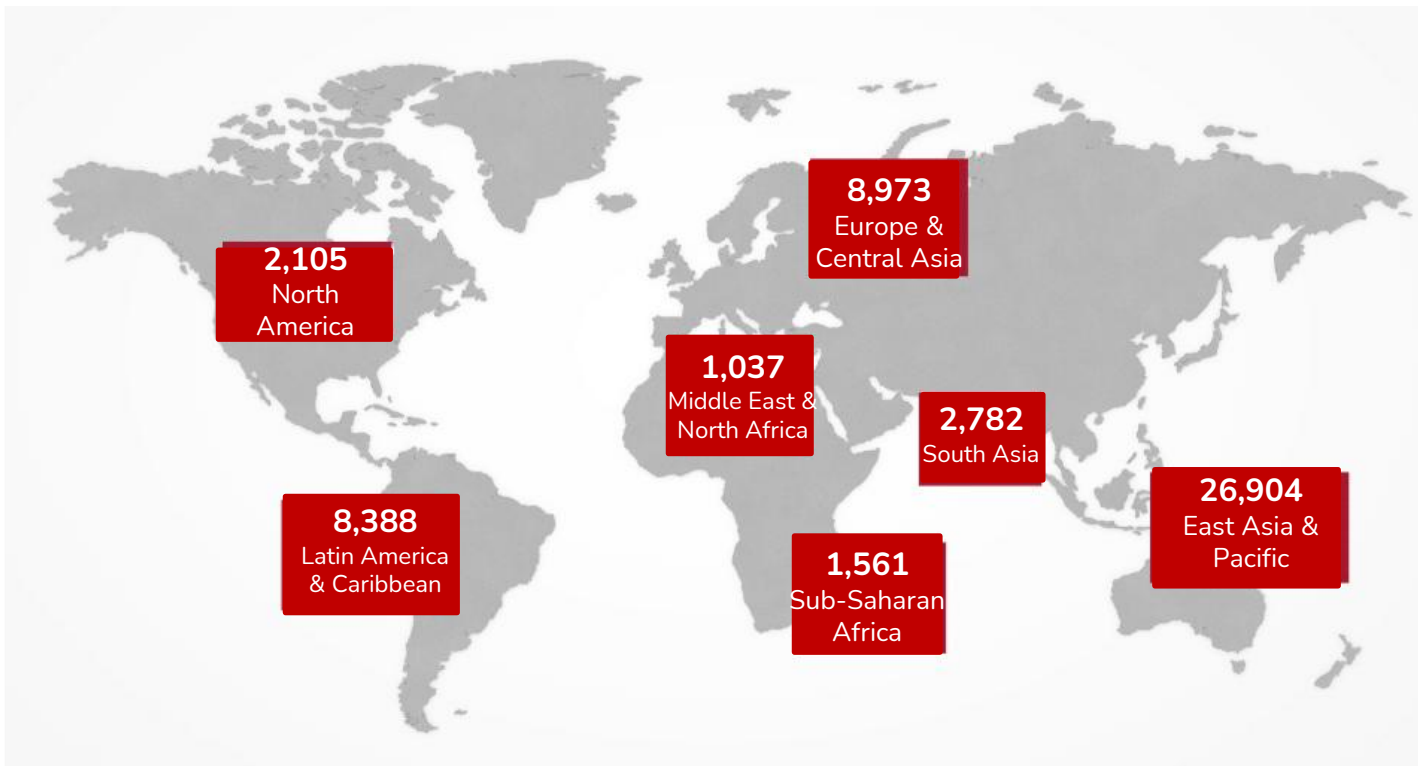 8,973
Europe &
Central Asia
2,105
North
America
1,037
Middle East &
North Africa
2,782
South Asia
26,904
East Asia &
Pacific
8,388
Latin America
& Caribbean
1,561
Sub-Saharan
Africa